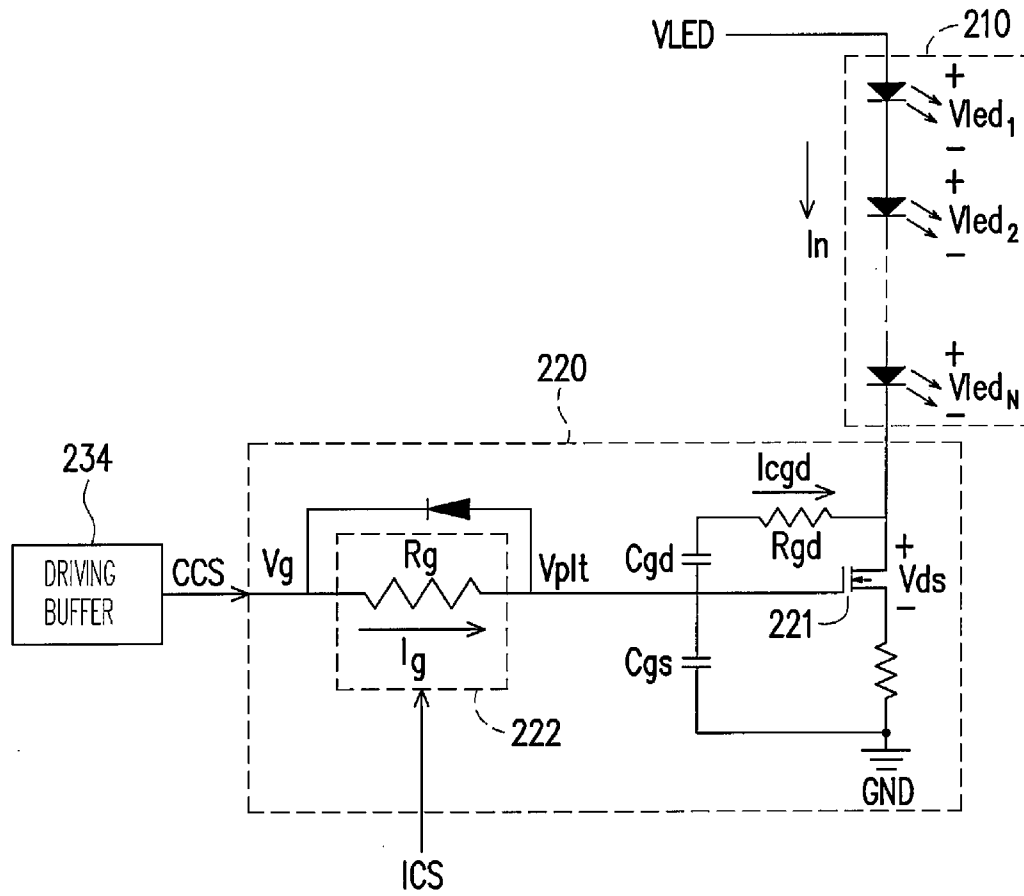 VLED
210
+
Vled1
−
+
Vled2
−
In
+
VledN
−
220
234
DRIVING
BUFFER
CCS
Vg
Rg
Ig
Vplt
222
ICS
Icgd
Rgd
Cgd
Cgs
221
+
Vds
−
GND